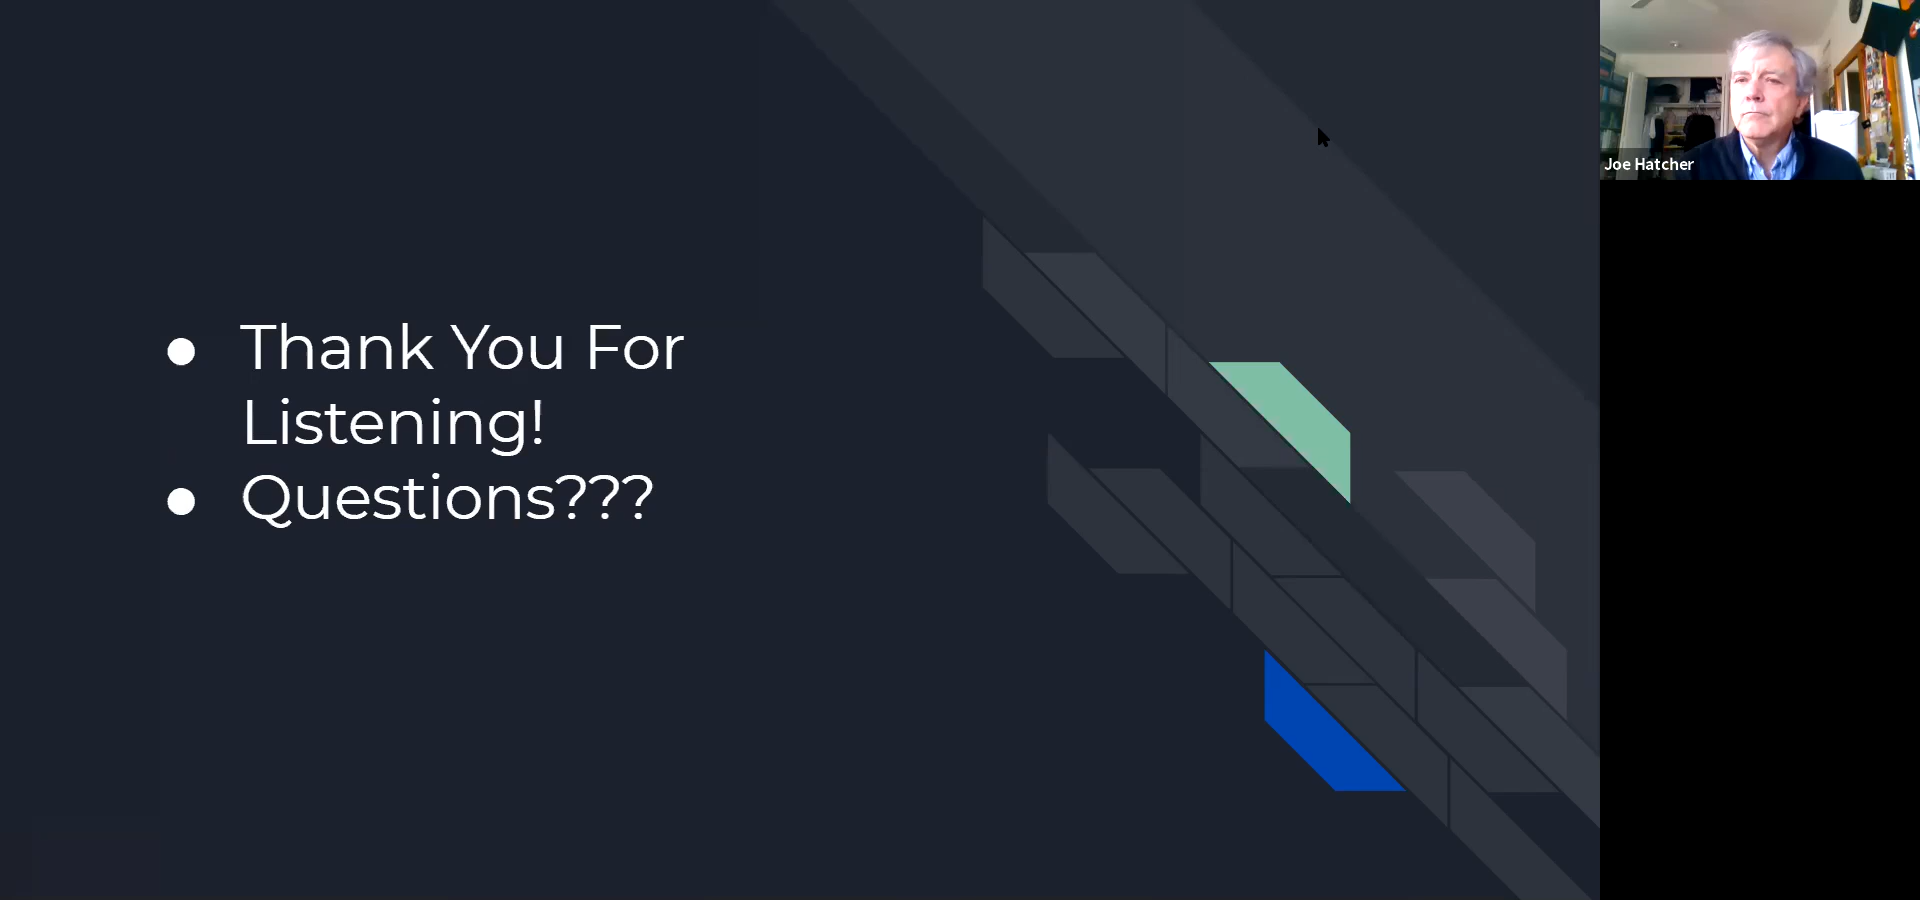 ● Thank You For
Listening!
● Questions???
Joe Hatcher